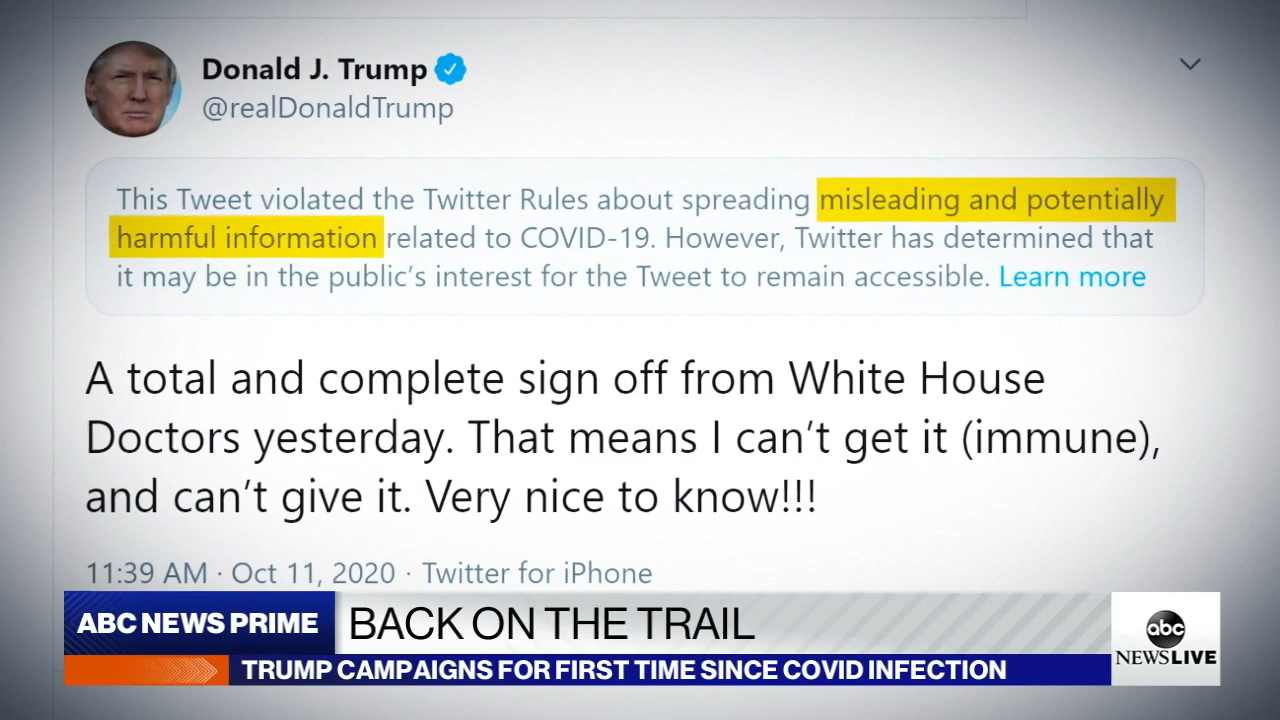 Donald J. Trump
@realDonaldTrump
This Tweet violated the Twitter Rules about spreading misleading and potentially
harmful information related to COVID-19. However, Twitter has determined that
it may be in the public’s interest for the Tweet to remain accessible. Learn more
A total and complete sign off from White House
Doctors yesterday. That means I can’t get it (immune),
and can’t give it. Very nice to know!!!
11:39 AM · Oct 11, 2020 · Twitter for iPhone
ABC NEWS PRIME
BACK ON THE TRAIL
TRUMP CAMPAIGNS FOR FIRST TIME SINCE COVID INFECTION
abc
NEWSLIVE